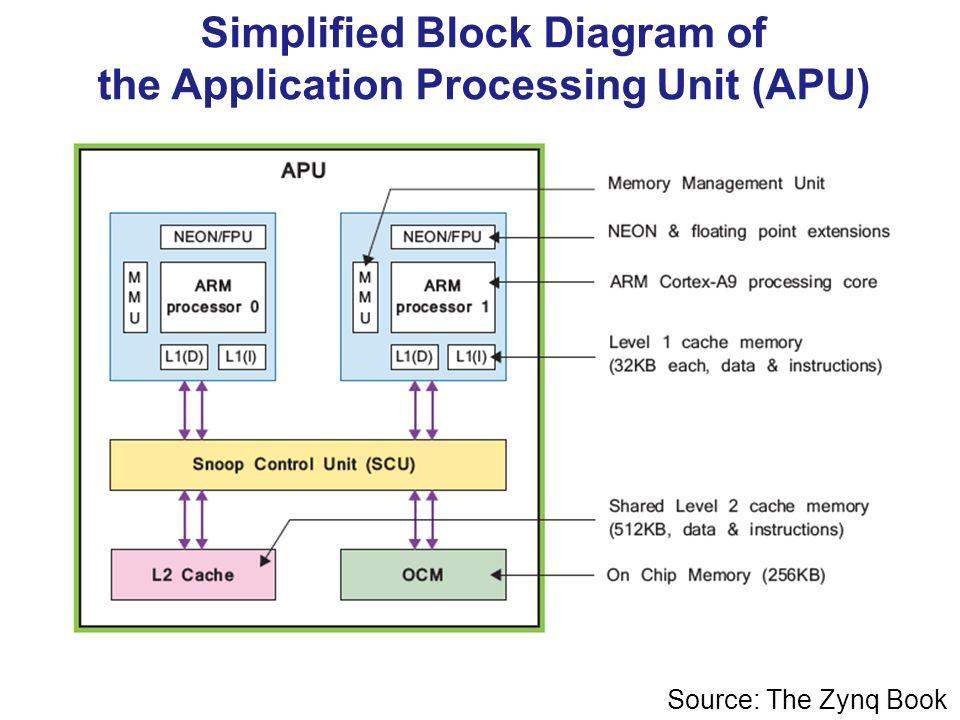 Simplified Block Diagram of
the Application Processing Unit (APU)
APU
NEON/FPU
M
M
U
ARM
processor 0
L1(D)
L1(I)
NEON/FPU
M
M
U
ARM
processor 1
L1(D)
L1(I)
Snoop Control Unit (SCU)
L2 Cache
OCM
Memory Management Unit
NEON & floating point extensions
ARM Cortex-A9 processing core
Level 1 cache memory
(32KB each, data & instructions)
Shared Level 2 cache memory
(512KB, data & instructions)
On Chip Memory (256KB)
Source: The Zynq Book